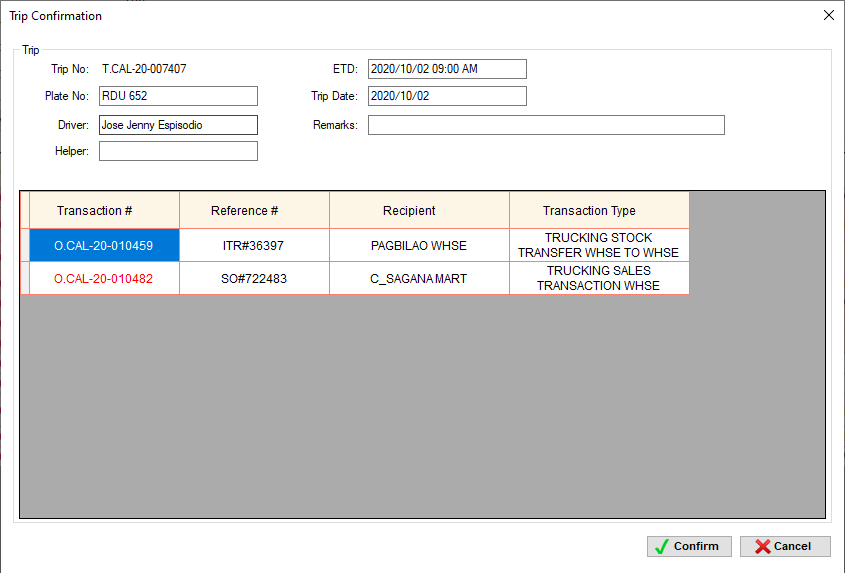 Trip Confirmation
Trip
Trip No: T.CAL-20-007407 ETD: 2020/10/02 09:00 AM
Plate No: RDU 652 Trip Date: 2020/10/02
Driver: Jose Jenny Espisodio Remarks:
Helper:
Transaction # Reference # Recipient Transaction Type
O.CAL-20-010459 ITR#36397 PAGBILAO WHSE TRUCKING STOCK
TRANSFER WHSE TO WHSE
O.CAL-20-010482 SO#722483 C_SAGANA MART TRUCKING SALES
TRANSACTION WHSE
Confirm Cancel